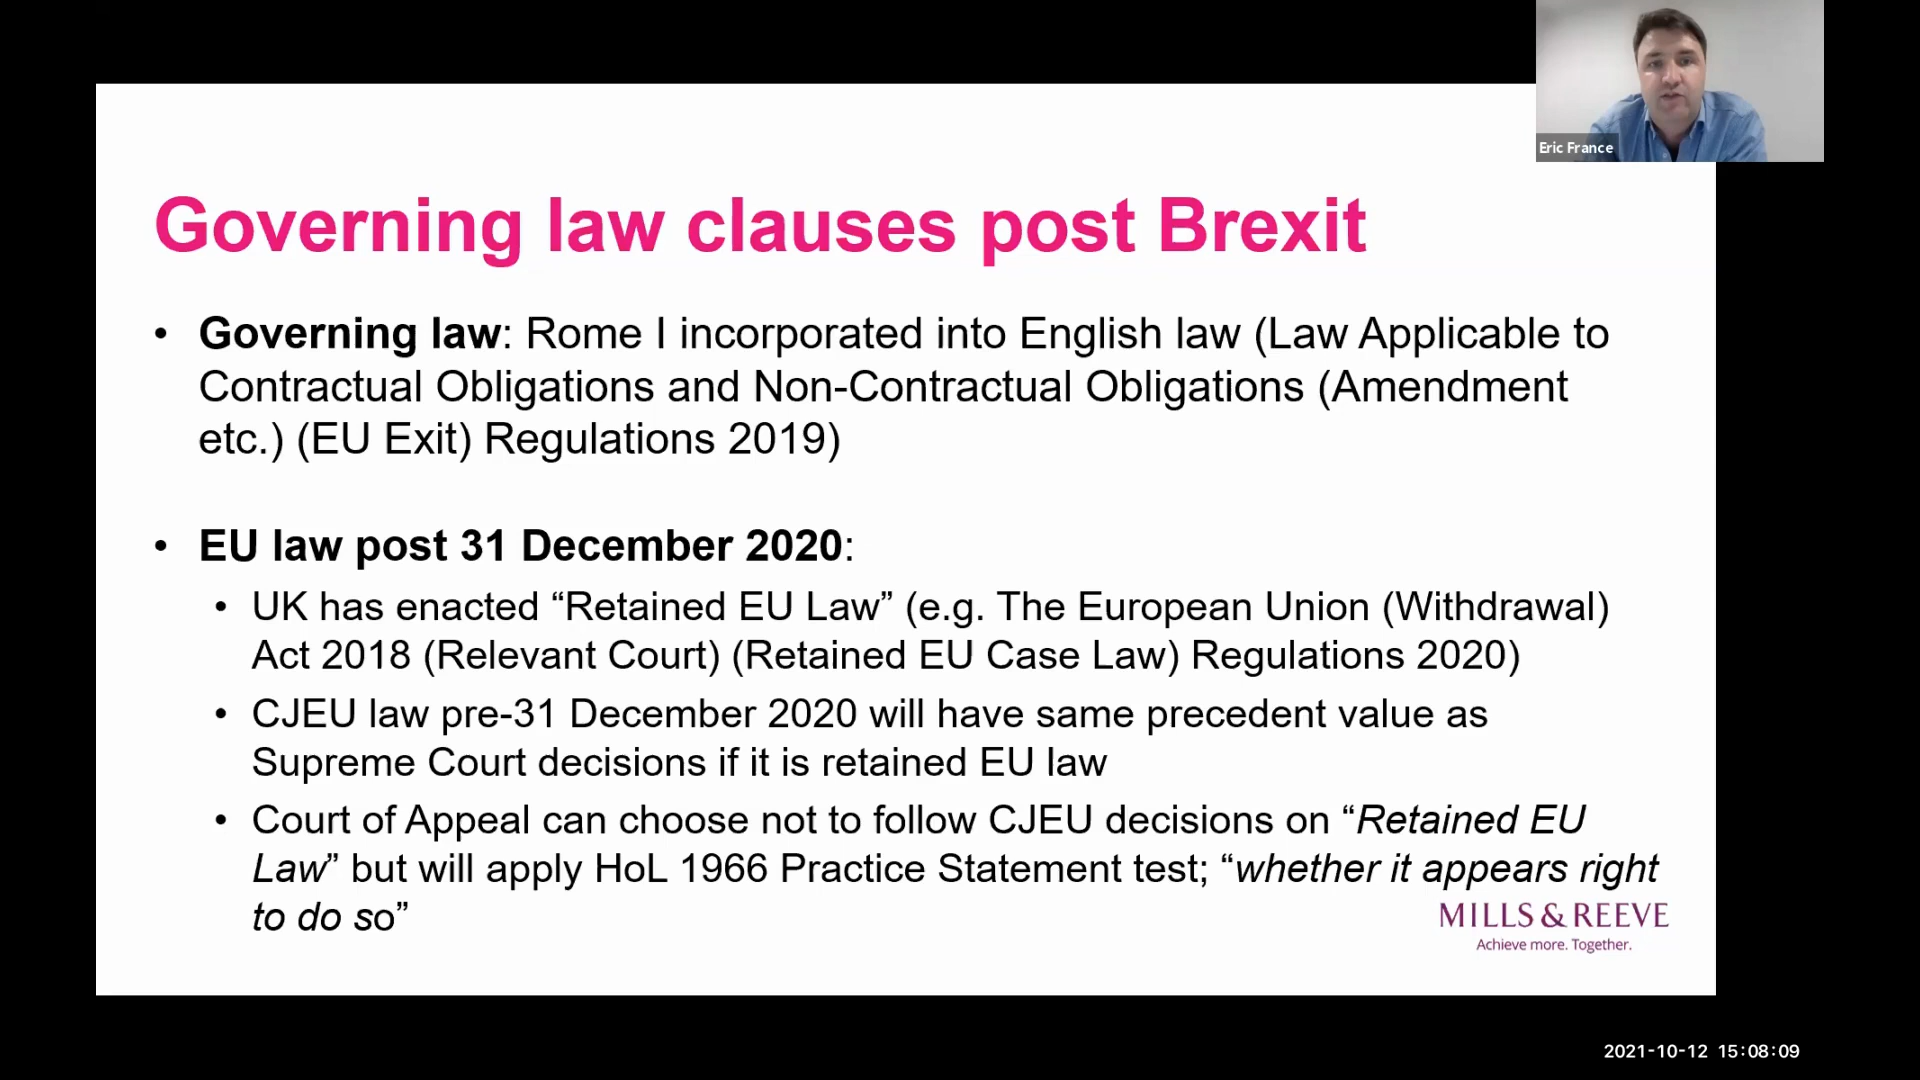 Eric France
Governing law clauses post Brexit
• Governing law: Rome I incorporated into English law (Law Applicable to
Contractual Obligations and Non-Contractual Obligations (Amendment
etc.) (EU Exit) Regulations 2019)
• EU law post 31 December 2020:
• UK has enacted “Retained EU Law” (e.g. The European Union (Withdrawal)
Act 2018 (Relevant Court) (Retained EU Case Law) Regulations 2020)
• CJEU law pre-31 December 2020 will have same precedent value as
Supreme Court decisions if it is retained EU law
• Court of Appeal can choose not to follow CJEU decisions on “Retained EU
Law” but will apply HoL 1966 Practice Statement test; “whether it appears right
to do so”
MILLS & REEVE
Achieve more. Together.
2021-10-12 15:08:09